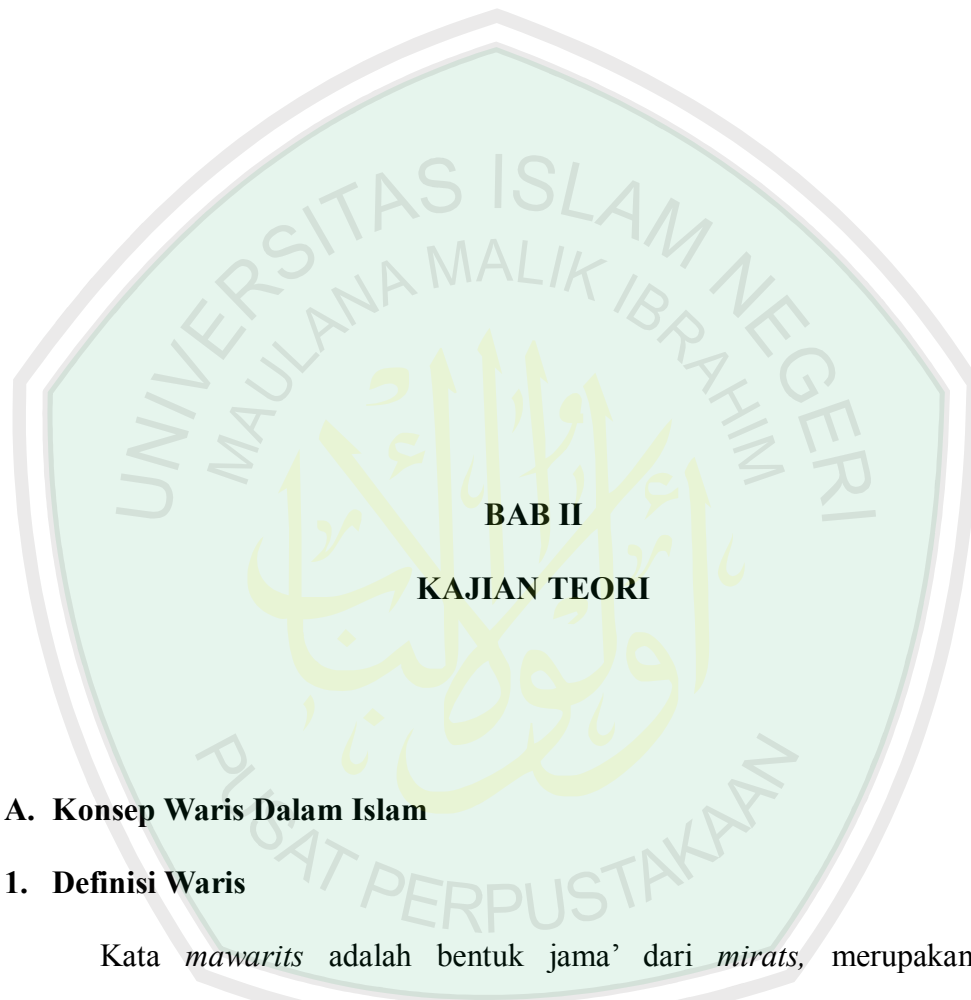 UNIVERSITAS ISLAM NEGERI
MAULANA MALIK IBRAHIM
BAB II
KAJIAN TEORI
A. Konsep Waris Dalam Islam
1. Definisi Waris
Kata mawarits adalah bentuk jama’ dari mirats, merupakan
PUSAT PERPUSTAKAAN